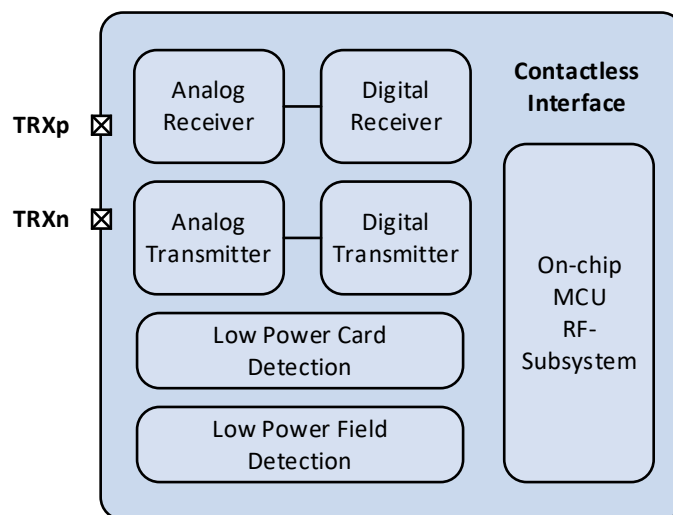 TRXp
TRXn
Analog
Receiver
Digital
Receiver
Contactless
Interface
Analog
Transmitter
Digital
Transmitter
On-chip
MCU
RF-
Subsystem
Low Power Card
Detection
Low Power Field
Detection